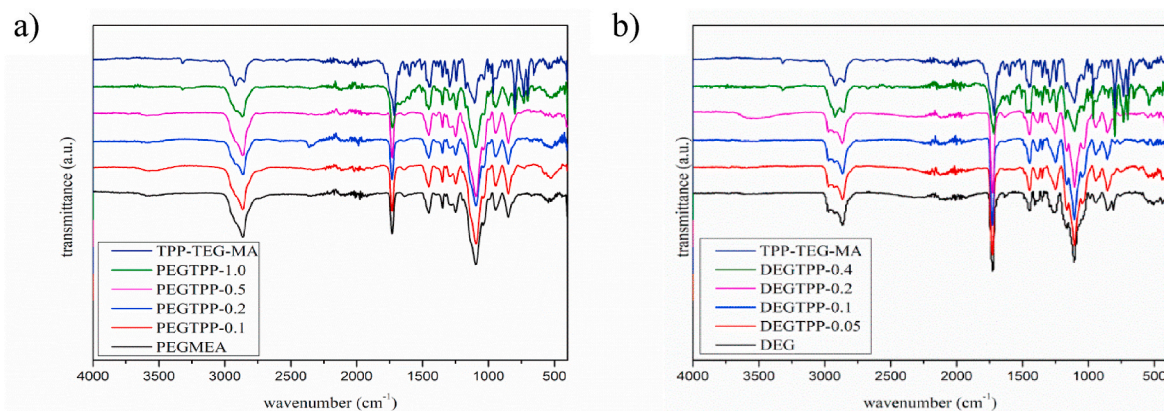 a)
transmittance (a.u.)
TPP-TEG-MA
PEGTPP-1.0
PEGTPP-0.5
PEGTPP-0.2
PEGTPP-0.1
PEGMEA
4000 3500 3000 2500 2000 1500 1000 500
wavenumber (cm⁻¹)
b)
transmittance (a.u.)
TPP-TEG-MA
DEGTPP-0.4
DEGTPP-0.2
DEGTPP-0.1
DEGTPP-0.05
DEG
4000 3500 3000 2500 2000 1500 1000 500
wavenumber (cm⁻¹)